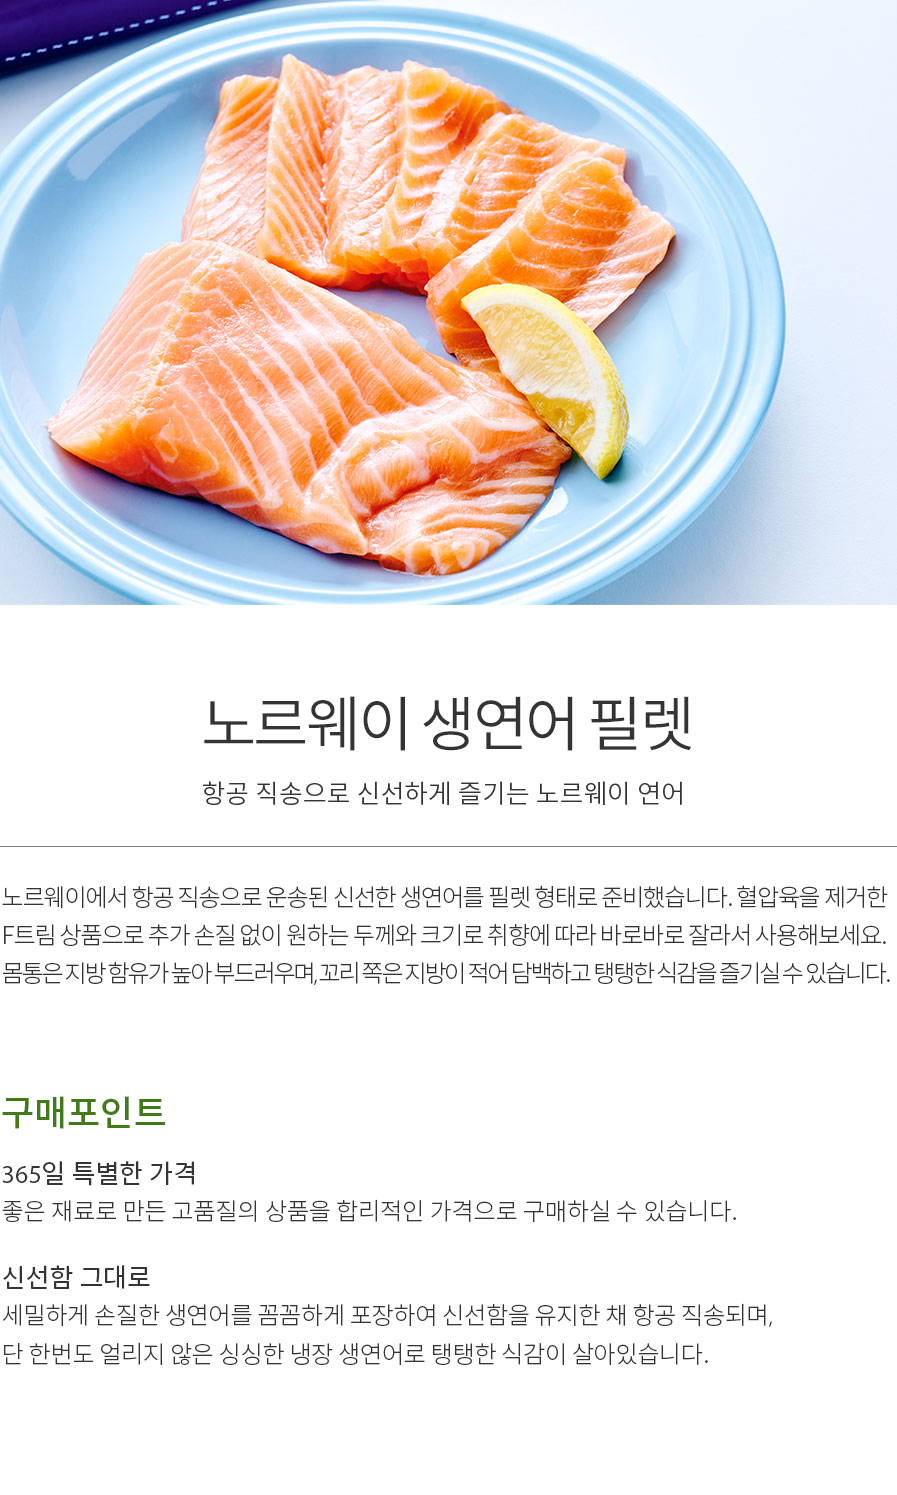 노르웨이 생연어 필렛
항공 직송으로 신선하게 즐기는 노르웨이 연어
노르웨이에서 항공 직송으로 운송된 신선한 생연어를 필렛 형태로 준비했습니다. 혈압육을 제거한
F트림 상품으로 추가 손질 없이 원하는 두께와 크기로 취향에 따라 바로바로 잘라서 사용해보세요.
몸통은 지방 함유가 높아 부드러우며, 꼬리 쪽은 지방이 적어 담백하고 탱탱한 식감을 즐기실 수 있습니다.
구매포인트
365일 특별한 가격
좋은 재료로 만든 고품질의 상품을 합리적인 가격으로 구매하실 수 있습니다.
신선함 그대로
세밀하게 손질한 생연어를 꼼꼼하게 포장하여 신선함을 유지한 채 항공 직송되며,
단 한번도 얼리지 않은 싱싱한 냉장 생연어로 탱탱한 식감이 살아있습니다.